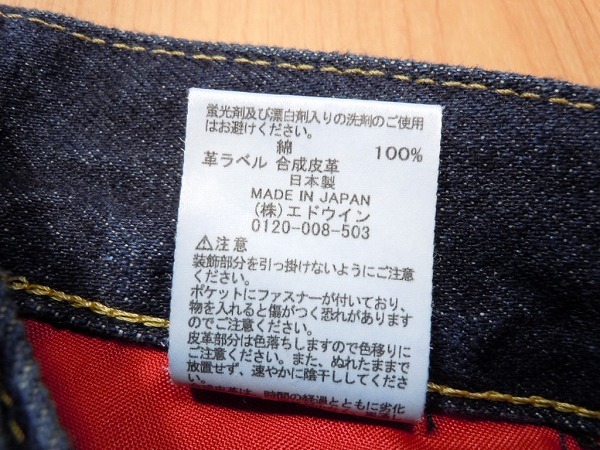 蛍光剤及び漂白剤入りの洗剤のご使用
はお避けください。
綿 100%
革ラベル 合成皮革
日本製
MADE IN JAPAN
(株)エドウイン
0120-008-503
⚠注意
装飾部分を引っ掛けないようにご注意
ください。
ポケットにファスナーが付いており、
物を入れると傷がつく恐れがあります
のでご注意ください。
皮革部分は色落ちしますので色移りに
ご注意ください。また、ぬれたままで
放置せず、速やかに陰干ししてくださ
い。
皮革は、時間の経過とともに劣化